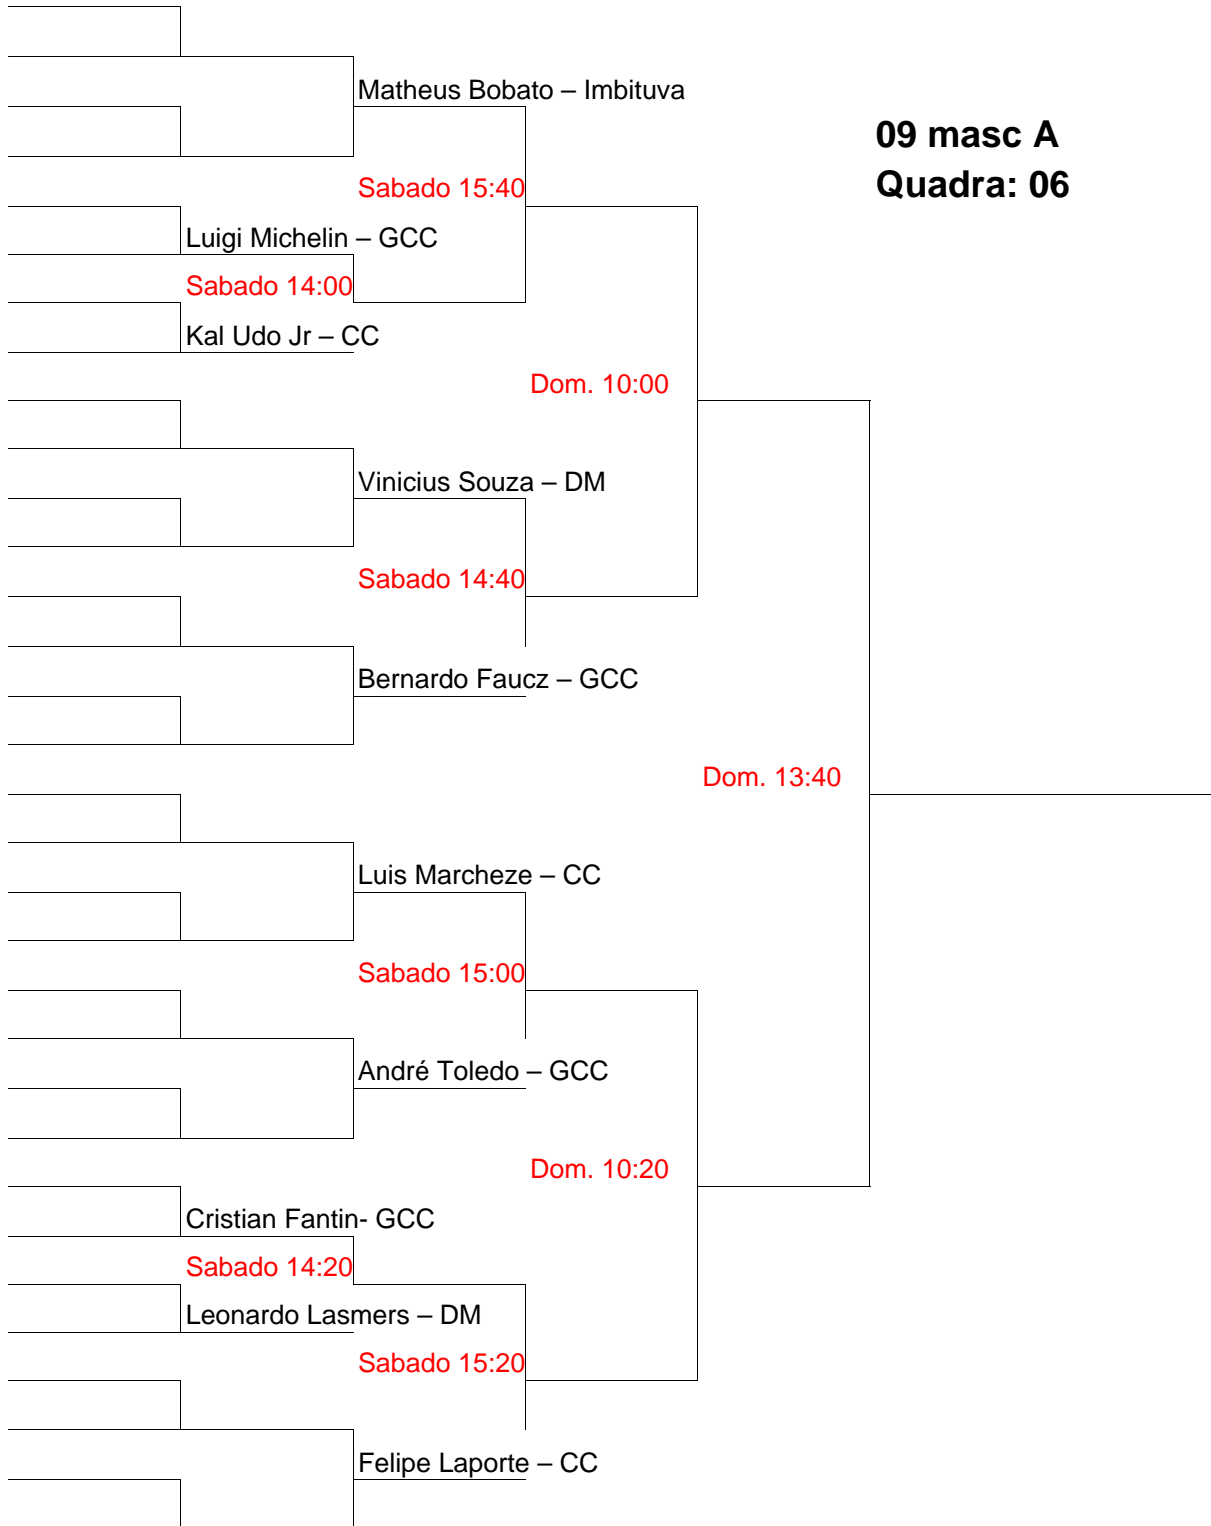 Matheus Bobato – Imbituva
09 masc A
Quadra: 06
Sabado 15:40
Luigi Michelin – GCC
Sabado 14:00
Kal Udo Jr – CC
Dom. 10:00
Vinicius Souza – DM
Sabado 14:40
Bernardo Faucz – GCC
Dom. 13:40
Luis Marcheze – CC
Sabado 15:00
André Toledo – GCC
Dom. 10:20
Cristian Fantin- GCC
Sabado 14:20
Leonardo Lasmers – DM
Sabado 15:20
Felipe Laporte – CC